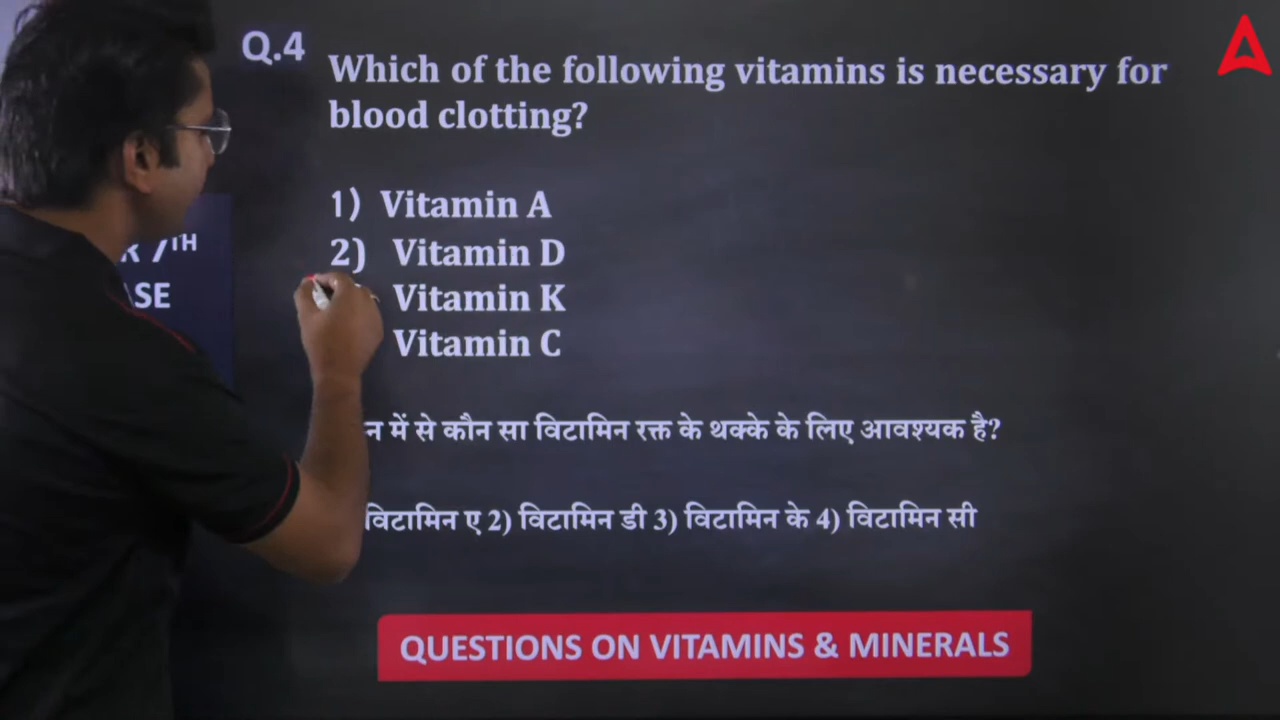 Q.4
Which of the following vitamins is necessary for
blood clotting?
1) Vitamin A
2) Vitamin D
Vitamin K
Vitamin C
7TH
में से कौन सा विटामिन रक्त के थक्के के लिए आवश्यक है?
विटामिन ए 2) विटामिन डी 3) विटामिन के 4) विटामिन सी
QUESTIONS ON VITAMINS & MINERALS